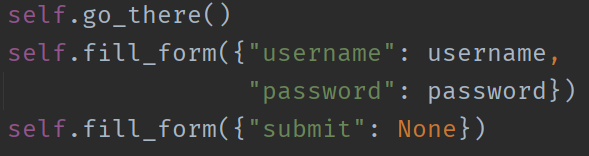 self.go_there()
self.fill_form({"username": username,
                "password": password})
self.fill_form({"submit": None})